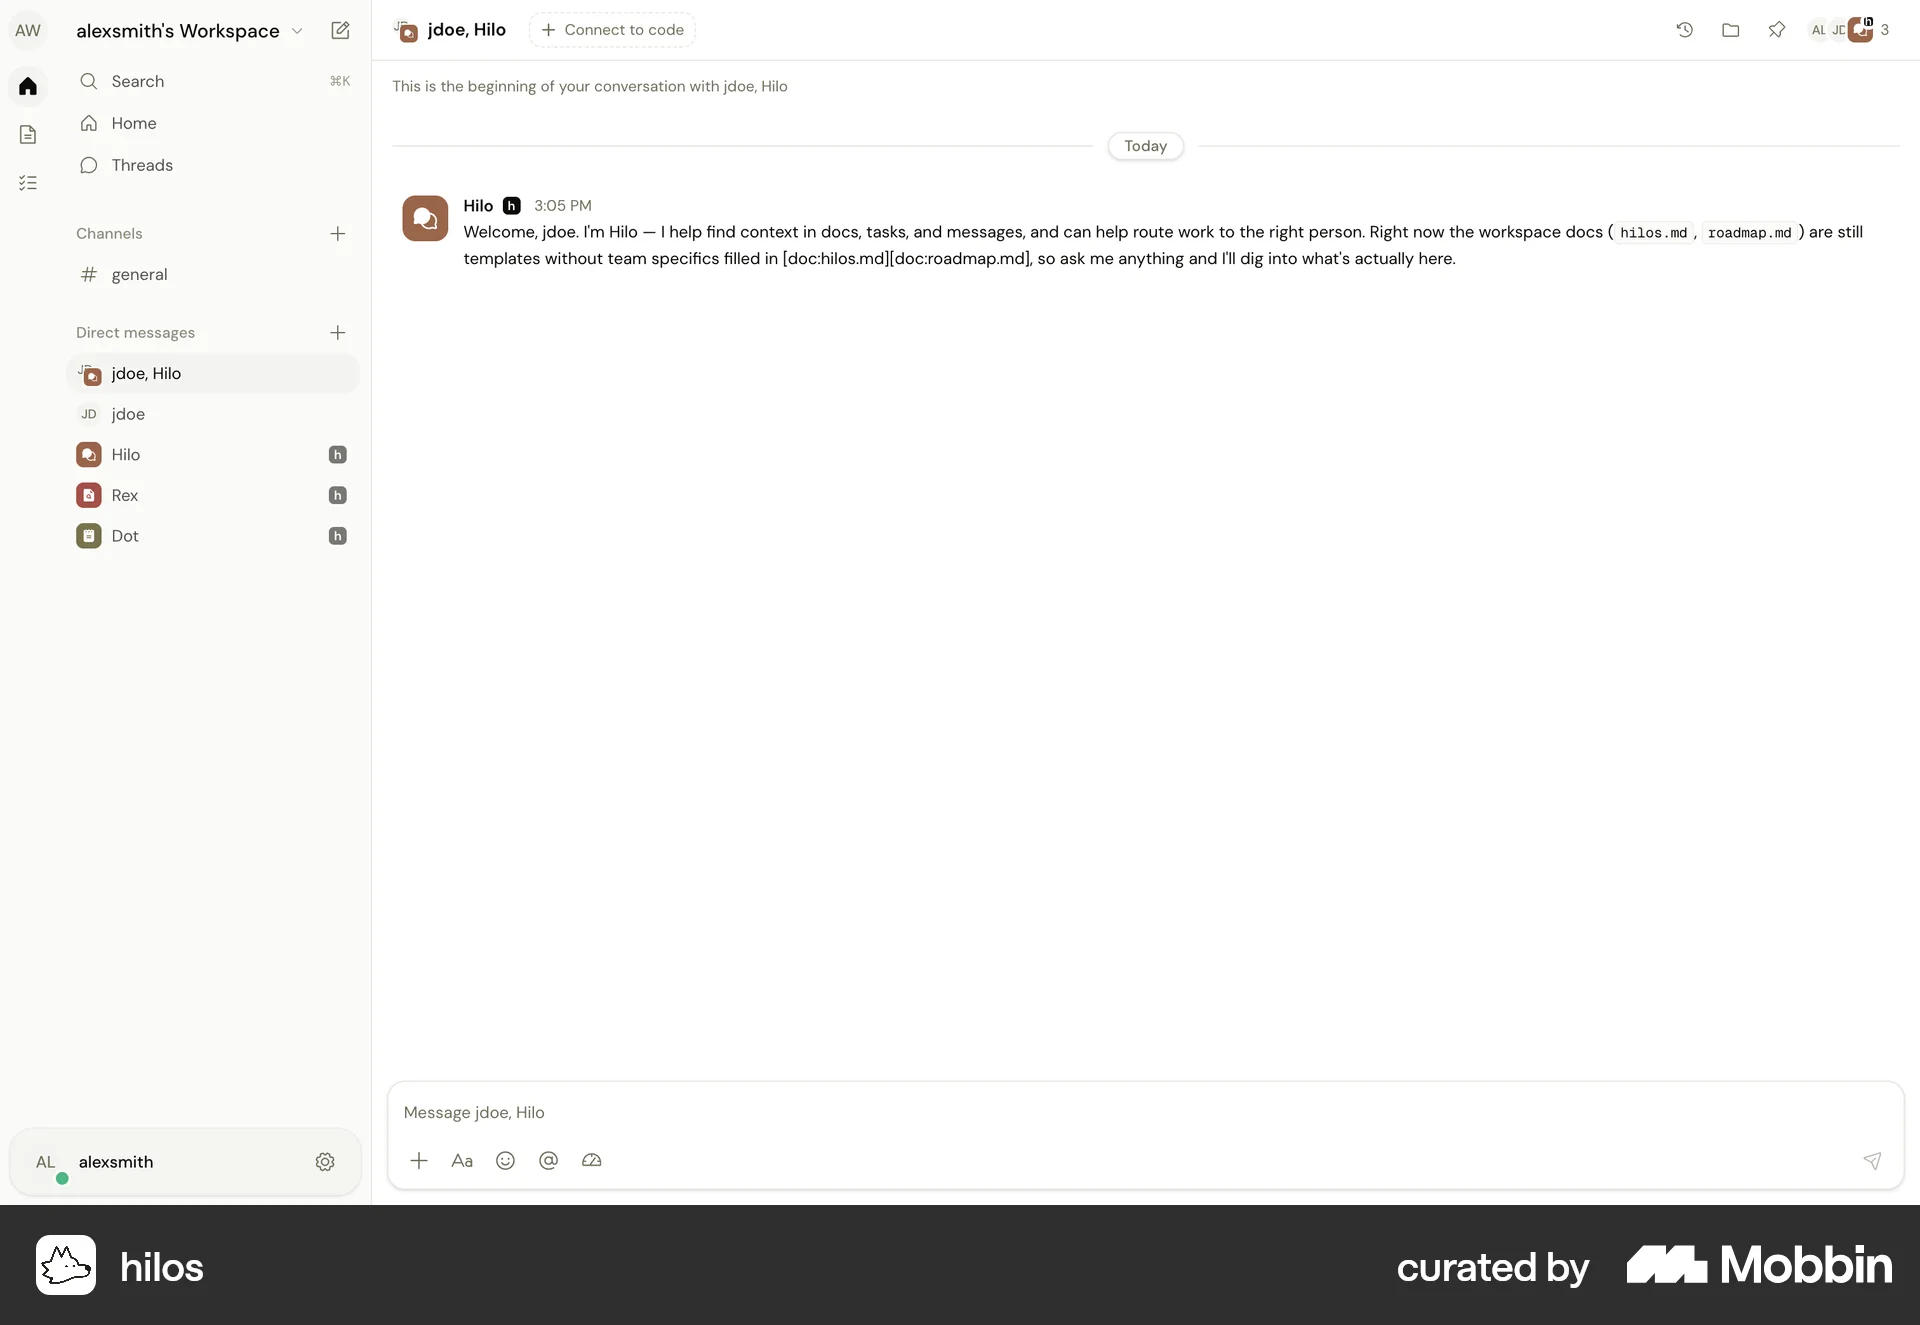 AW
alexsmith's Workspace
Search
⌘K
Home
Threads
Channels
# general
Direct messages
jdoe, Hilo
JD jdoe
Hilo h
Rex h
Dot h
AL alexsmith
jdoe, Hilo
Connect to code
AL JD h 3
This is the beginning of your conversation with jdoe, Hilo
Today
Hilo h 3:05 PM
Welcome, jdoe. I'm Hilo — I help find context in docs, tasks, and messages, and can help route work to the right person. Right now the workspace docs ( hilos.md , roadmap.md ) are still
templates without team specifics filled in [doc:hilos.md][doc:roadmap.md], so ask me anything and I'll dig into what's actually here.
Message jdoe, Hilo
Aa
hilos
curated by Mobbin